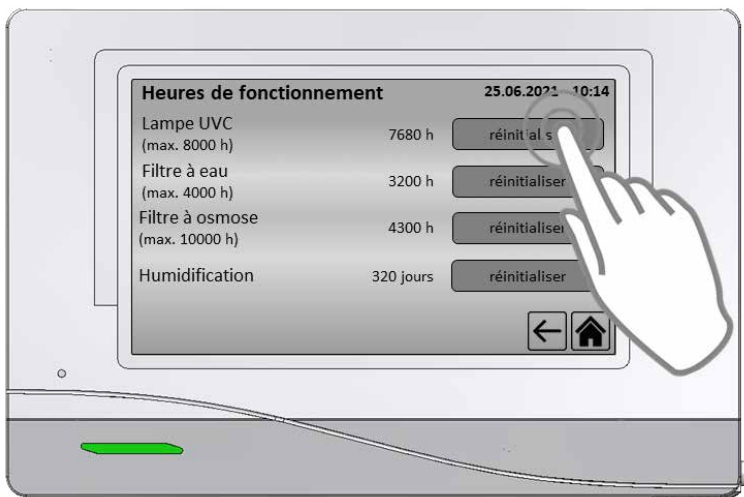 Heures de fonctionnement 25.06.2021 10:14
Lampe UVC
(max. 8000 h) 7680 h
Filtre à eau
(max. 4000 h) 3200 h réinitialiser
Filtre à osmose
(max. 10000 h) 4300 h réinitialiser
Humidification 320 jours réinitialiser